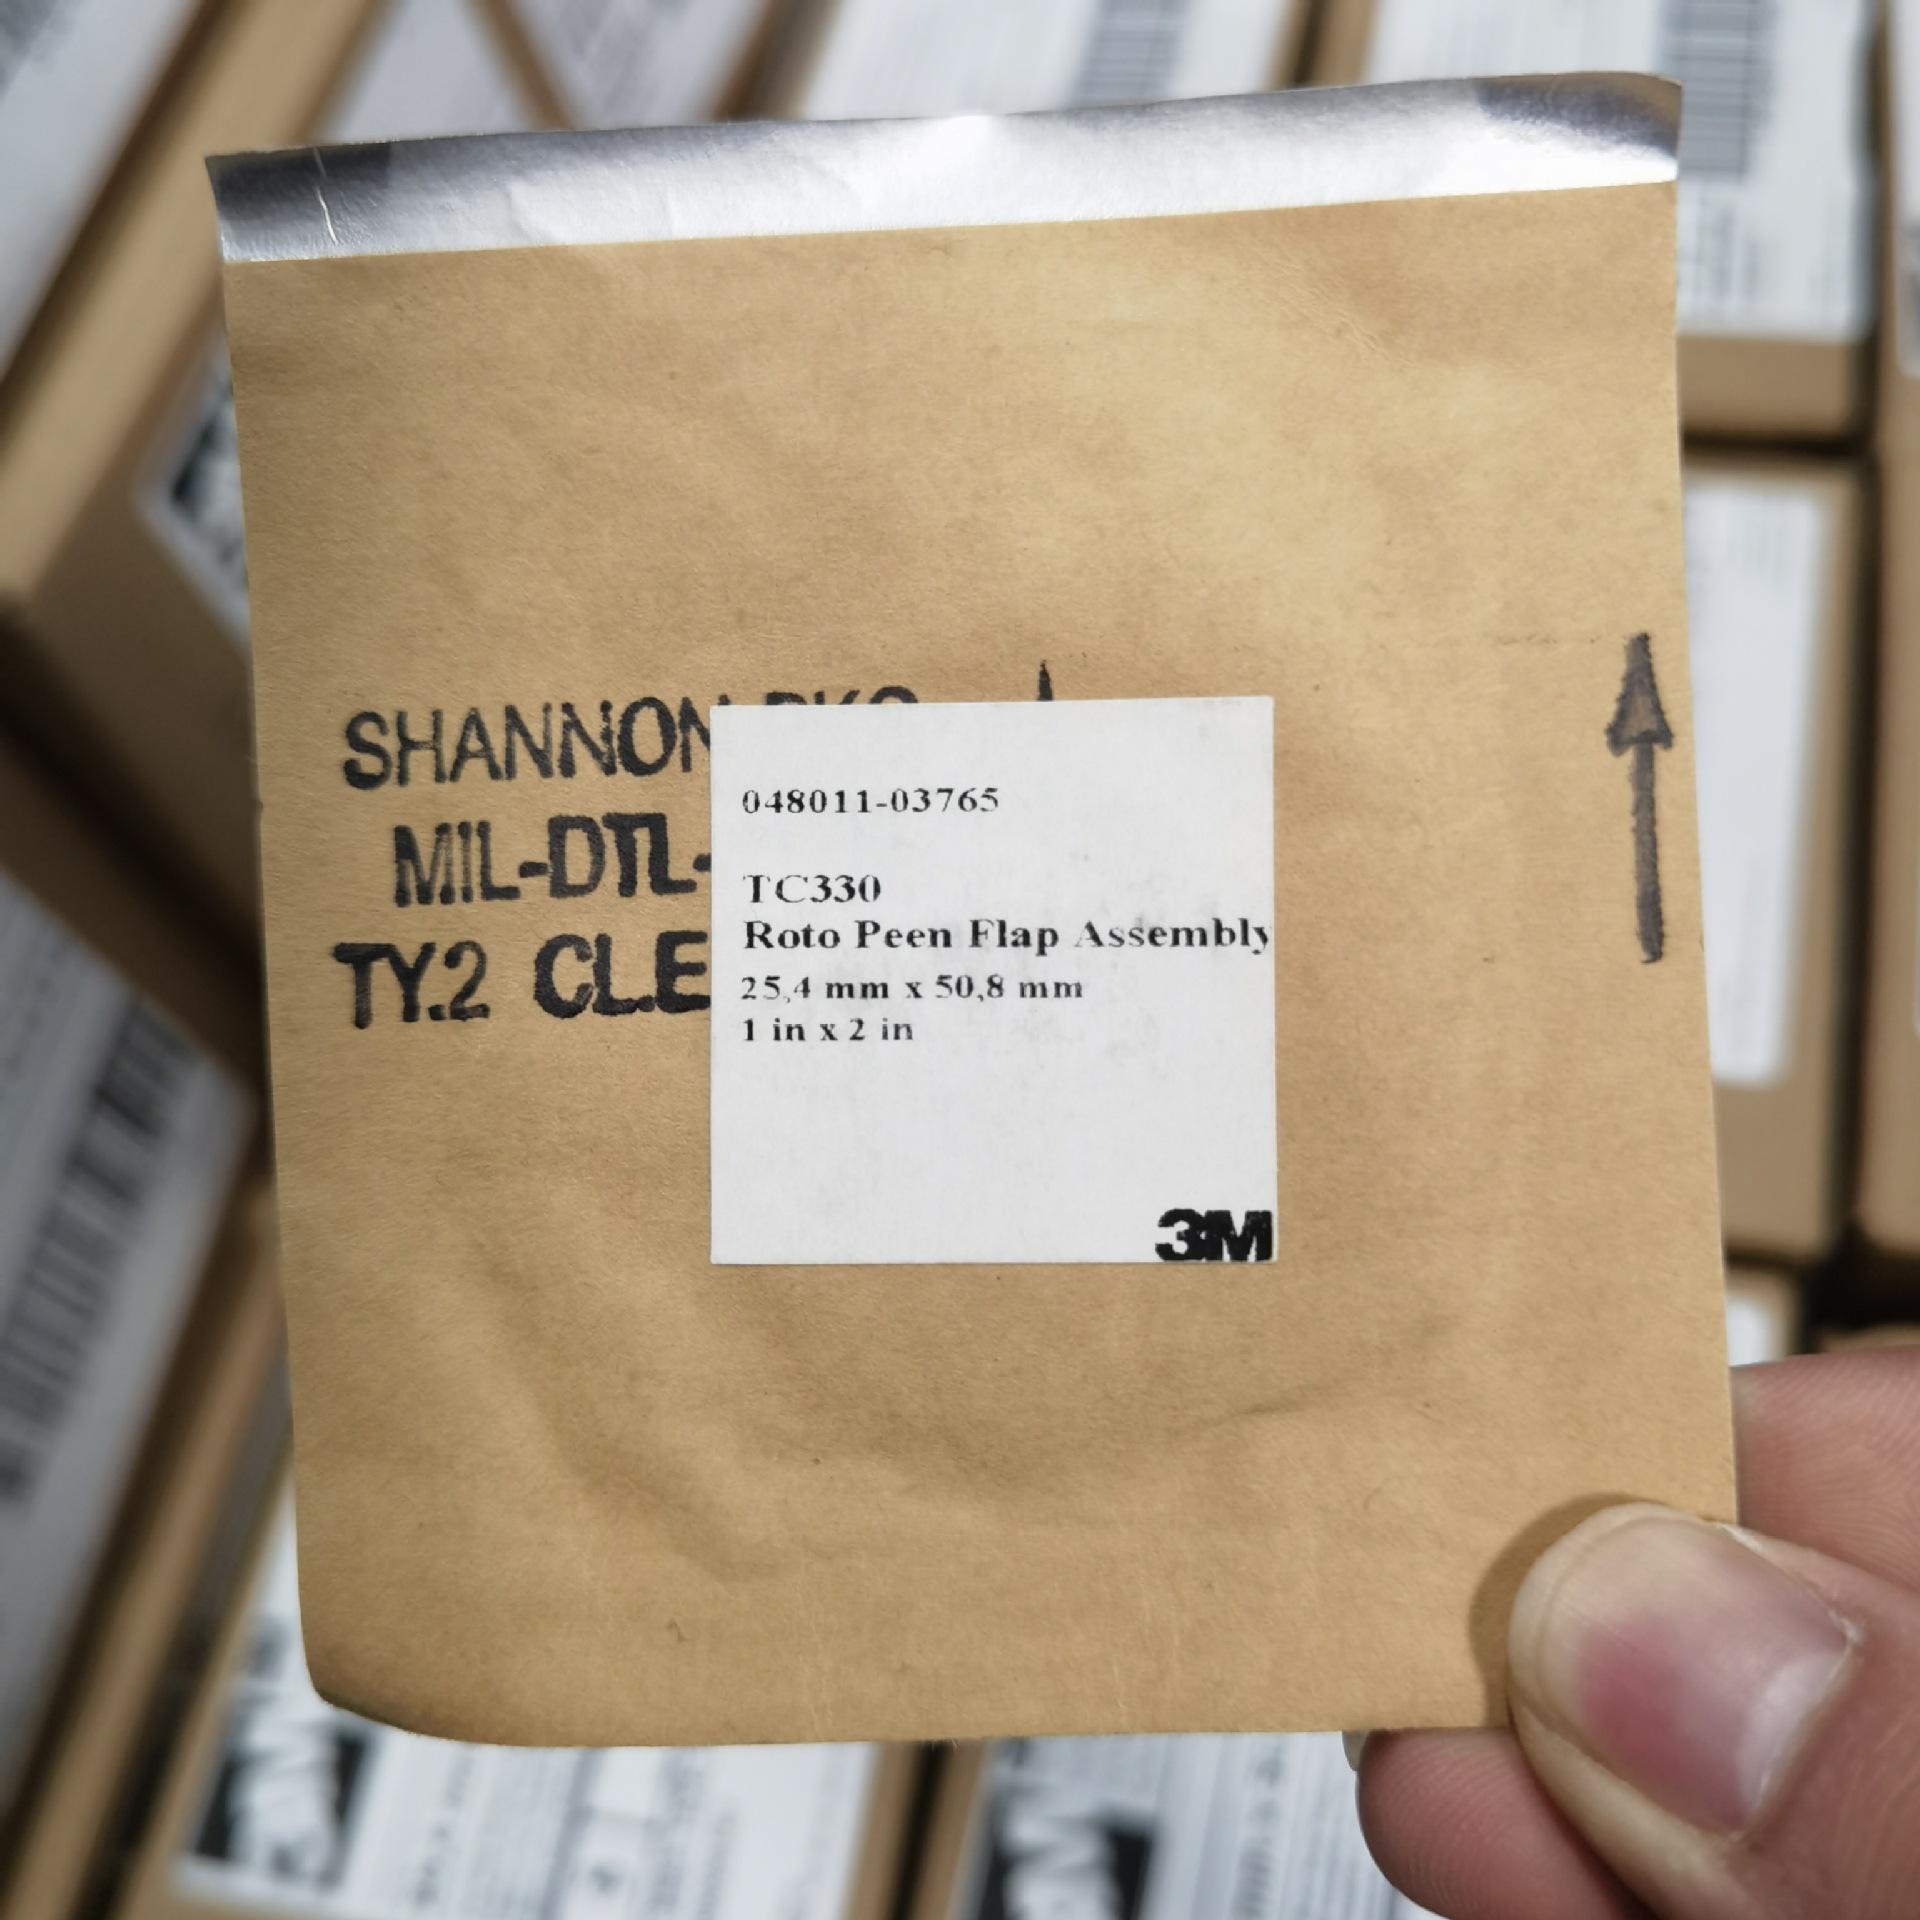 SHANNON PKG
MIL-DTL-
TY.2 CLE
048011-03765
TC330
Roto Peen Flap Assembly
25,4 mm x 50,8 mm
1 in x 2 in
3M